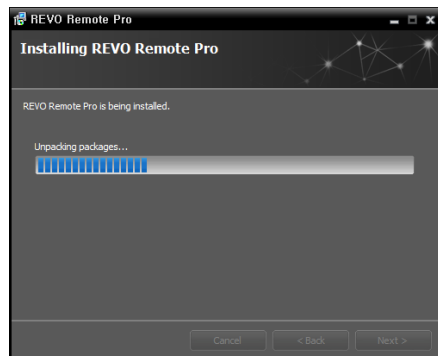 REVO Remote Pro
Installing REVO Remote Pro
REVO Remote Pro is being installed.
Unpacking packages...
Cancel
< Back
Next >